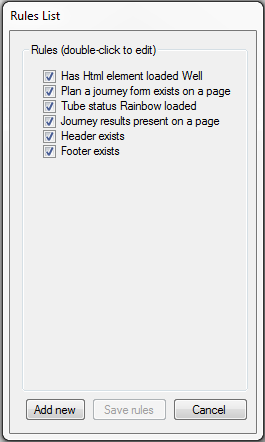 Rules List
Rules (double-click to edit)
Has Html element loaded Well
Plan a journey form exists on a page
Tube status Rainbow loaded
Journey results present on a page
Header exists
Footer exists
Add new
Save rules
Cancel